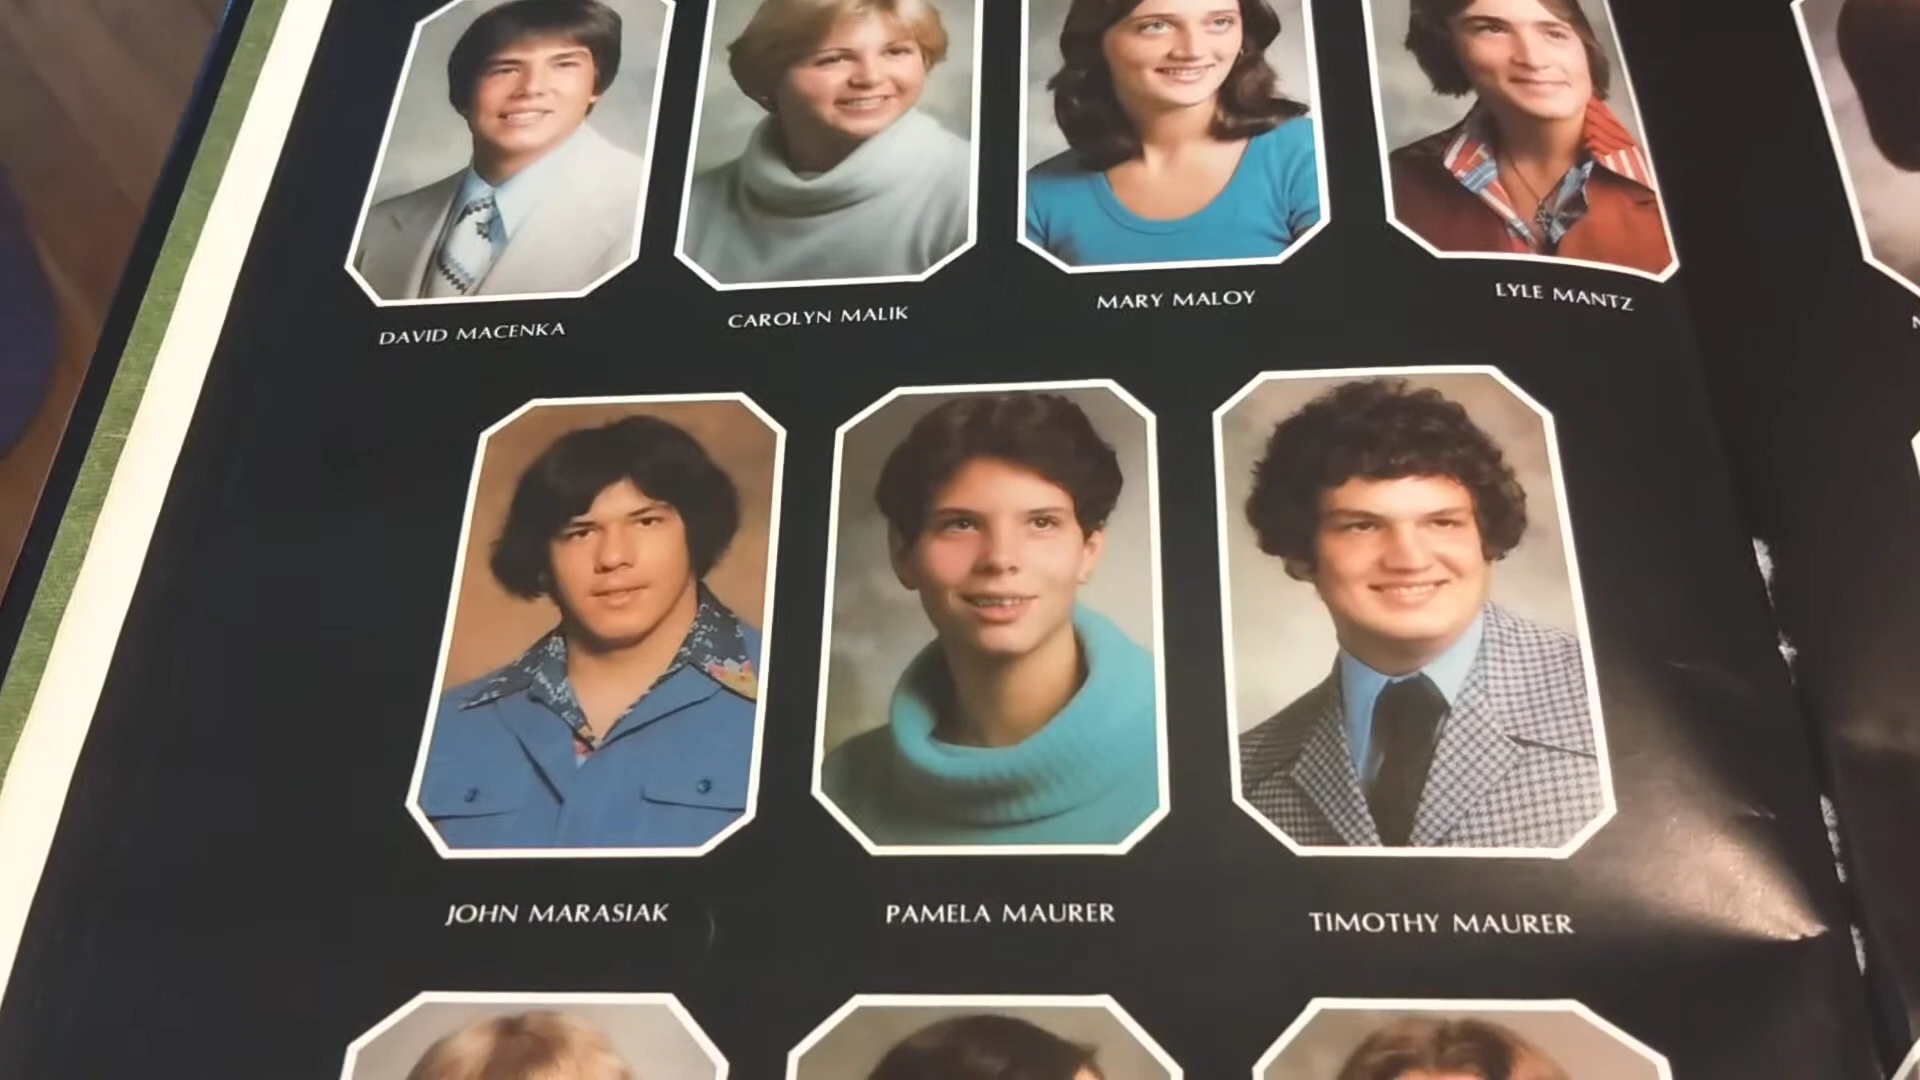 DAVID MACENKA
CAROLYN MALIK
MARY MALOY
LYLE MANTZ
JOHN MARASIAK
PAMELA MAURER
TIMOTHY MAURER